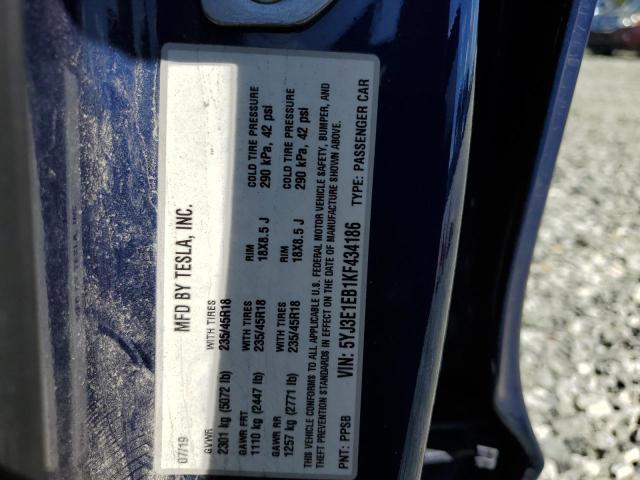 MFD BY TESLA, INC.
07/19
GVWR WITH TIRES RIM COLD TIRE PRESSURE
2301 kg (5072 lb) 235/45R18 18X8.5 J 290 kPa, 42 psi
GAWR FRT WITH TIRES RIM COLD TIRE PRESSURE
1110 kg (2447 lb) 235/45R18 18X8.5 J 290 kPa, 42 psi
GAWR RR WITH TIRES
1257 kg (2771 lb) 235/45R18
THIS VEHICLE CONFORMS TO ALL APPLICABLE U.S. FEDERAL MOTOR VEHICLE SAFETY, BUMPER, AND
THEFT PREVENTION STANDARDS IN EFFECT ON THE DATE OF MANUFACTURE SHOWN ABOVE.
VIN: 5YJ3E1EB1KF434186
PNT: PPSB TYPE: PASSENGER CAR